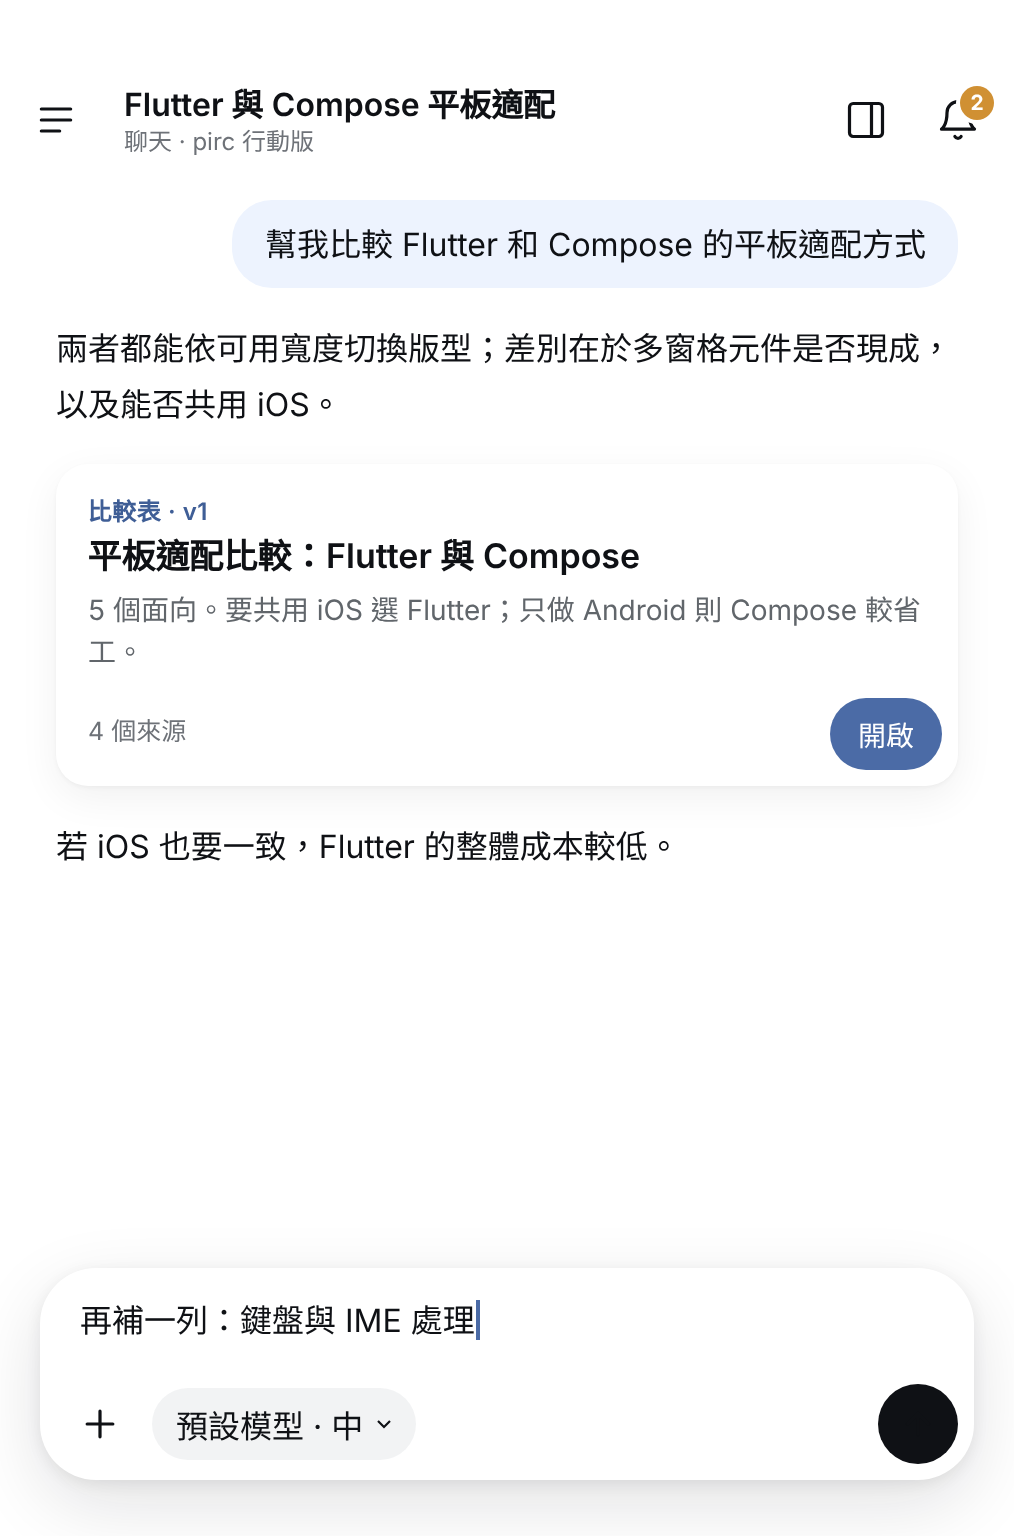 Flutter 與 Compose 平板適配
聊天 · pirc 行動版
2
幫我比較 Flutter 和 Compose 的平板適配方式
兩者都能依可用寬度切換版型；差別在於多窗格元件是否現成，
以及能否共用 iOS。
比較表 · v1
平板適配比較：Flutter 與 Compose
5 個面向。要共用 iOS 選 Flutter；只做 Android 則 Compose 較省
工。
4 個來源
開啟
若 iOS 也要一致，Flutter 的整體成本較低。
再補一列：鍵盤與 IME 處理
預設模型 · 中